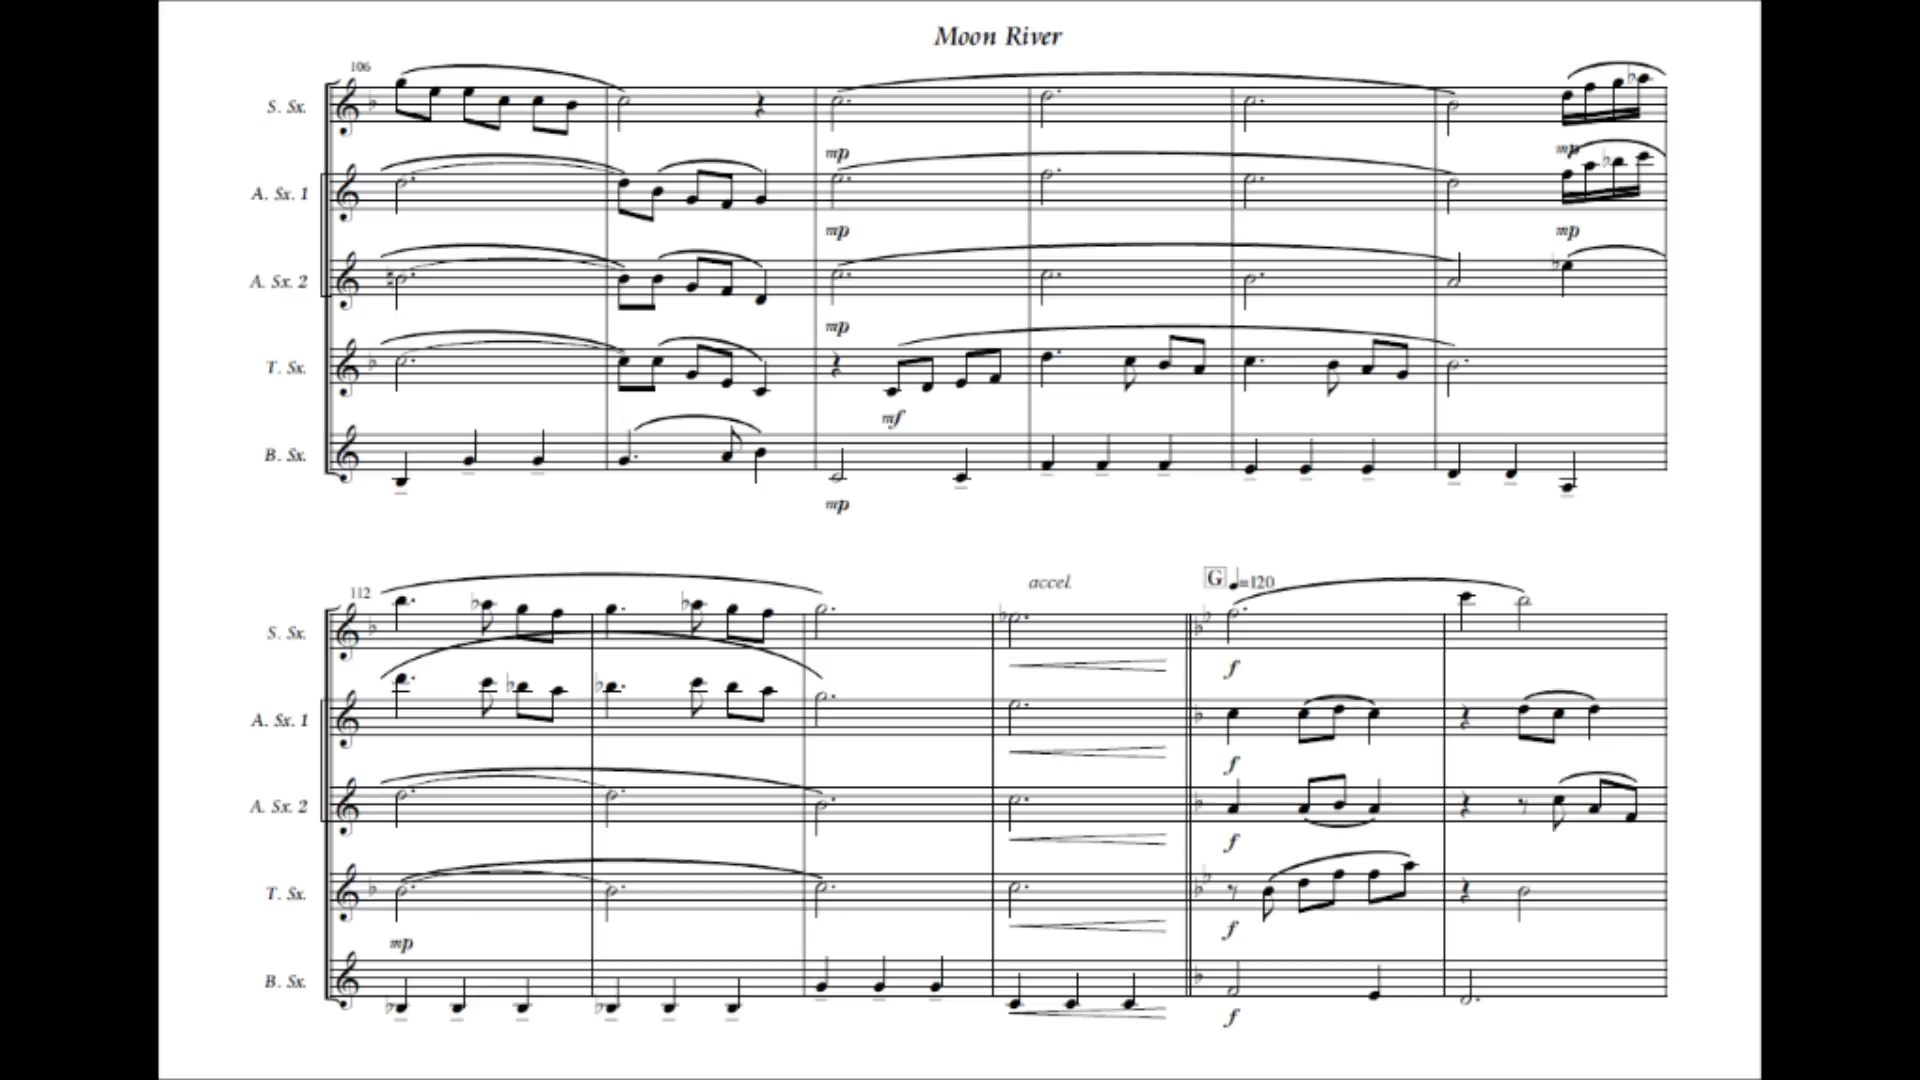 Moon River
106
S. Sx.
mp
mp
A. Sx. 1
mp
mp
A. Sx. 2
mp
T. Sx.
mf
B. Sx.
mp
112
accel.
G ♩=120
S. Sx.
f
A. Sx. 1
f
A. Sx. 2
f
T. Sx.
mp
f
B. Sx.
f